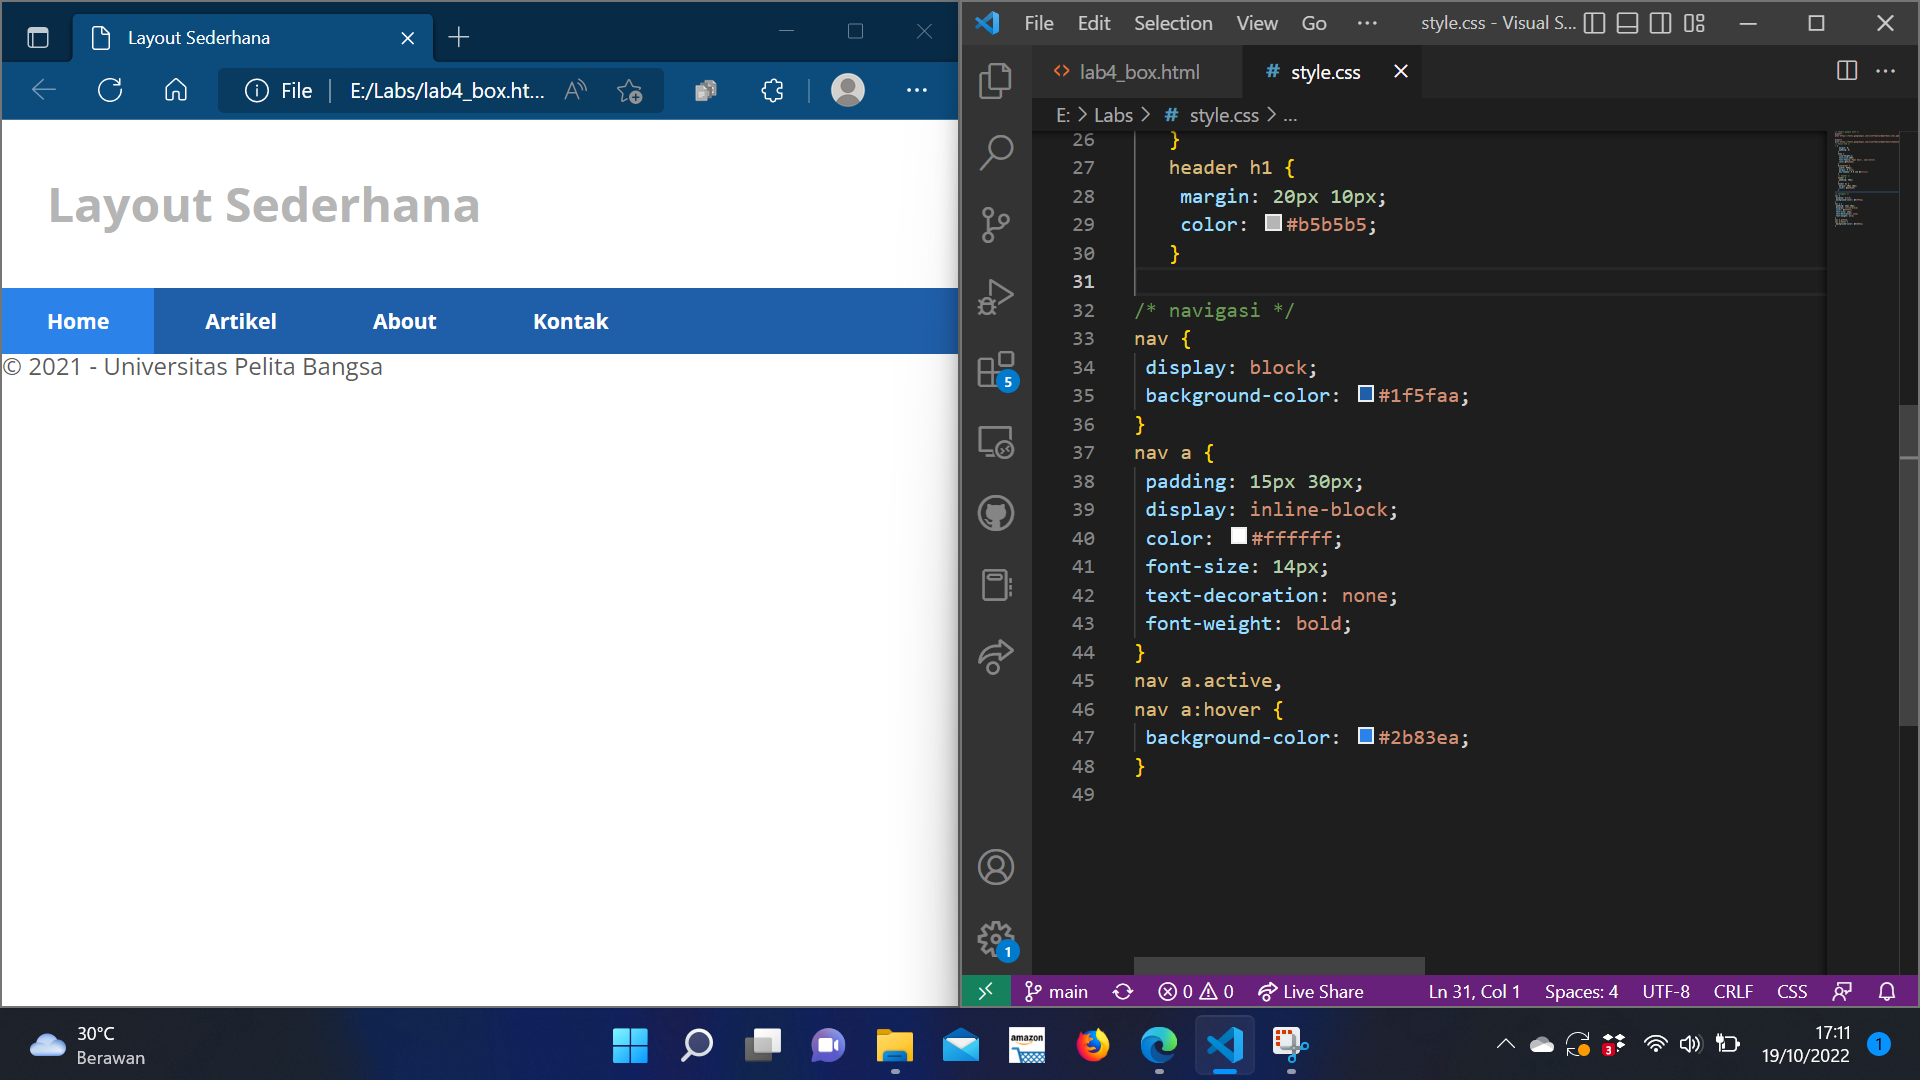 Layout Sederhana
File
E:/Labs/lab4_box.ht...
Layout Sederhana
Home
Artikel
About
Kontak
© 2021 - Universitas Pelita Bangsa
File Edit Selection View Go ···
style.css - Visual S...
lab4_box.html
# style.css
E: > Labs > # style.css > ...
26 }
27 header h1 {
28 margin: 20px 10px;
29 color: #b5b5b5;
30 }
31
32 /* navigasi */
33 nav {
34 display: block;
35 background-color: #1f5faa;
36 }
37 nav a {
38 padding: 15px 30px;
39 display: inline-block;
40 color: #ffffff;
41 font-size: 14px;
42 text-decoration: none;
43 font-weight: bold;
44 }
45 nav a.active,
46 nav a:hover {
47 background-color: #2b83ea;
48 }
49
5
1
main
0 0
Live Share
Ln 31, Col 1
Spaces: 4
UTF-8
CRLF
CSS
30°C
Berawan
amazon
3
17:11
19/10/2022
1